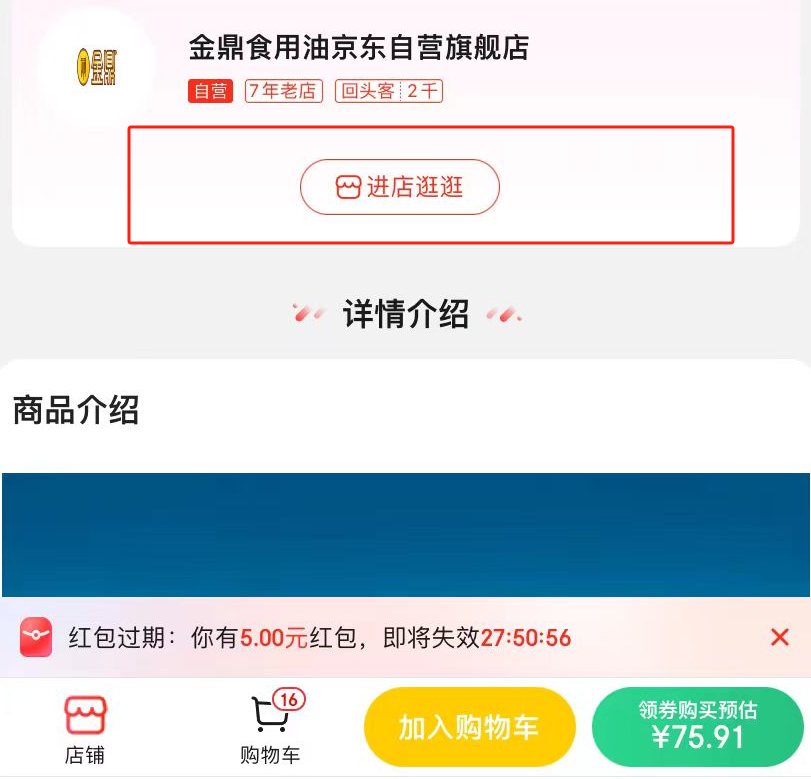 金鼎
金鼎食用油京东自营旗舰店
自营 7年老店 回头客 2千
进店逛逛
详情介绍
商品介绍
红包过期：你有5.00元红包，即将失效27:50:56
16
店铺 购物车 加入购物车 领券购买预估
¥75.91